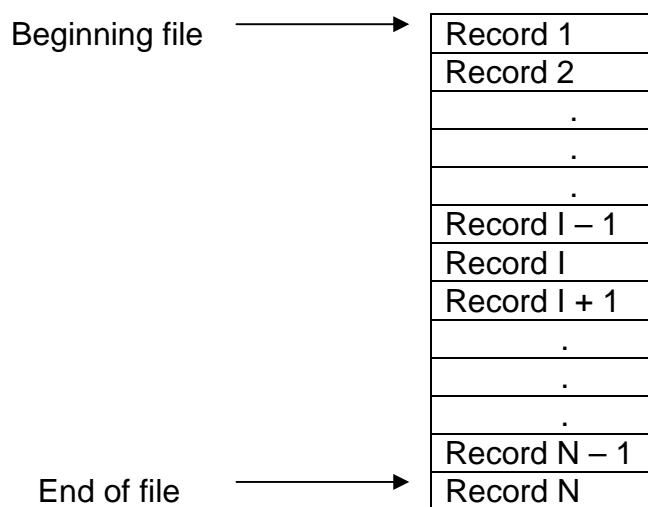 Beginning file
Record 1
Record 2
.
.
.
Record I – 1
Record I
Record I + 1
.
.
.
Record N – 1
End of file
Record N